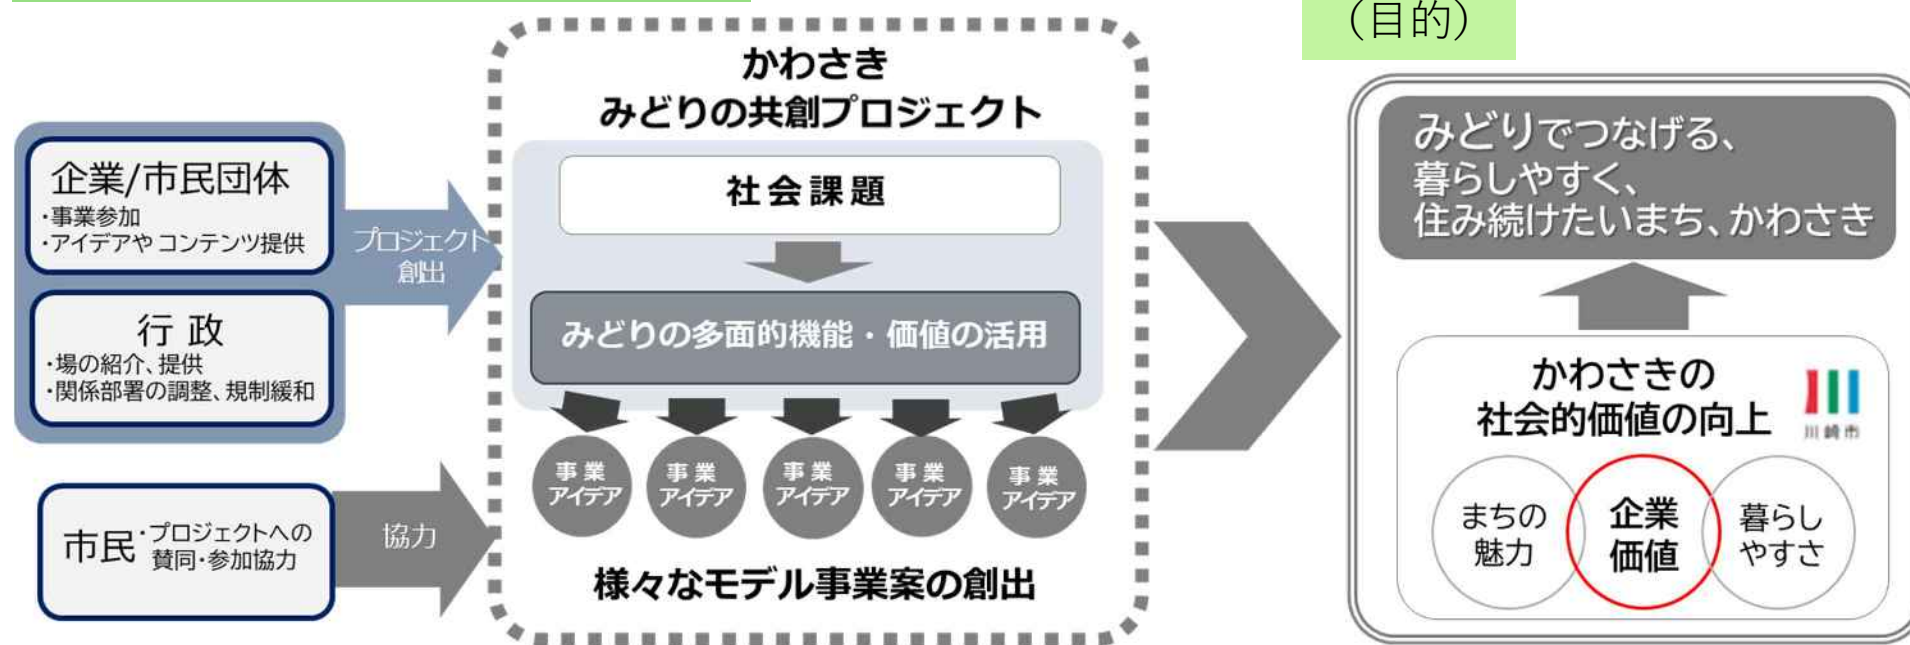 （目的）
企業/市民団体
・事業参加
・アイデアや コンテンツ提供
行 政
・場の紹介、提供
・関係部署の調整、規制緩和
プロジェクト
創出
市民
・プロジェクトへの
賛同・参加協力
協力
かわさき
みどりの共創プロジェクト
社会課題
みどりの多面的機能・価値の活用
事 業
アイデア
事 業
アイデア
事 業
アイデア
事 業
アイデア
事 業
アイデア
様々なモデル事業案の創出
みどりでつなげる、
暮らしやすく、
住み続けたいまち、かわさき
かわさきの
社会的価値の向上
川崎市
まちの
魅力
企業
価値
暮らし
やすさ